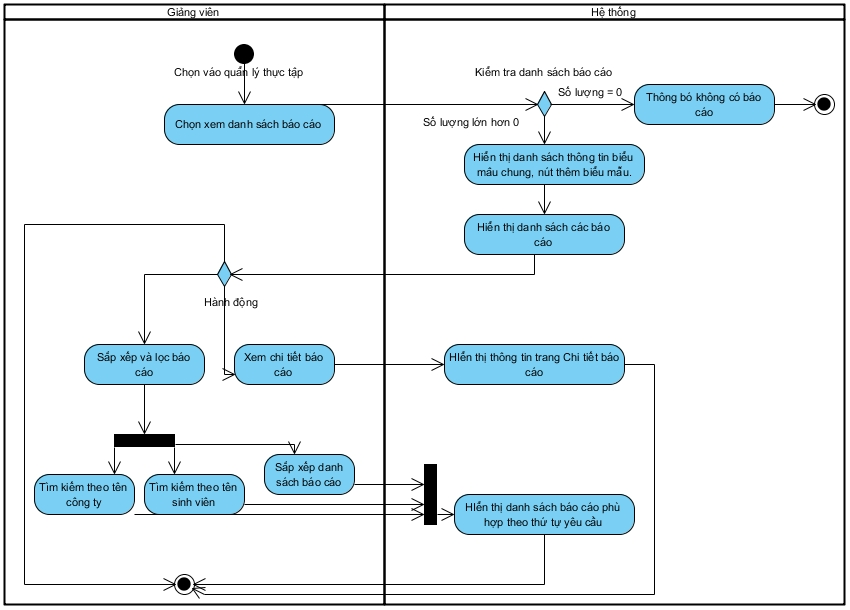 Giảng viên
Hệ thống
Chọn vào quản lý thực tập
Kiểm tra danh sách báo cáo
Số lượng = 0
Chọn xem danh sách báo cáo
Thông bó không có báo
cáo
Số lượng lớn hơn 0
Hiển thị danh sách thông tin biểu
mâu chung, nút thêm biểu mẫu.
Hiển thị danh sách các báo
cáo
Hành động
Sắp xếp và lọc báo
cáo
Xem chi tiết báo
cáo
HIển thị thông tin trang Chi tiết báo
cáo
Sắp xếp danh
sách báo cáo
Tìm kiếm theo tên
công ty
Tìm kiếm theo tên
sinh viên
HIển thị danh sách báo cáo phù
hợp theo thứ tự yêu cầu